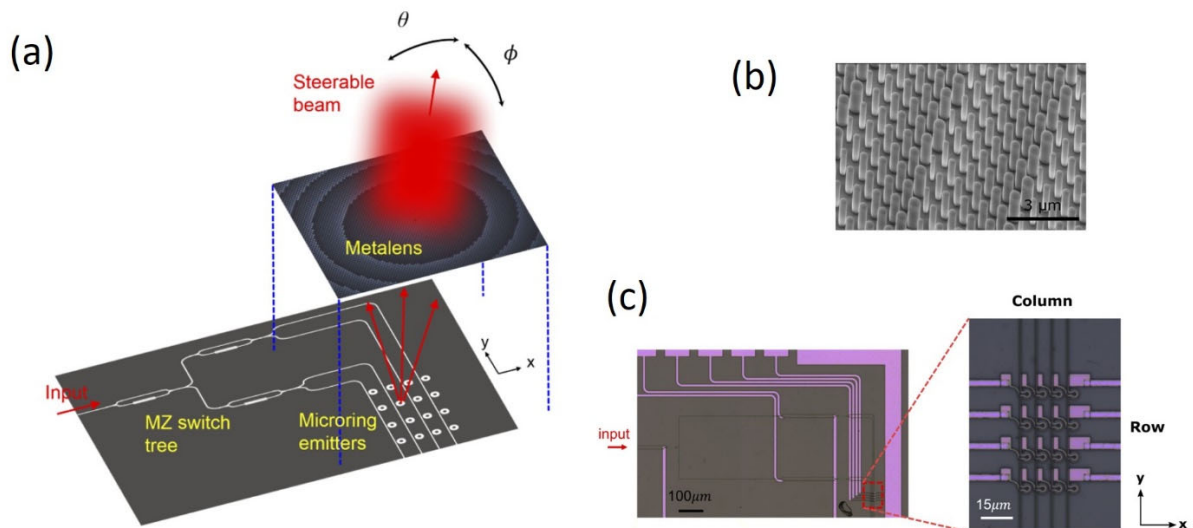 (a)
θ
ϕ
Steerable
beam
Metalens
Input
MZ switch
tree
Microring
emitters
y
x
(b)
3 μm
(c)
input
100μm
Column
Row
15μm
y
x